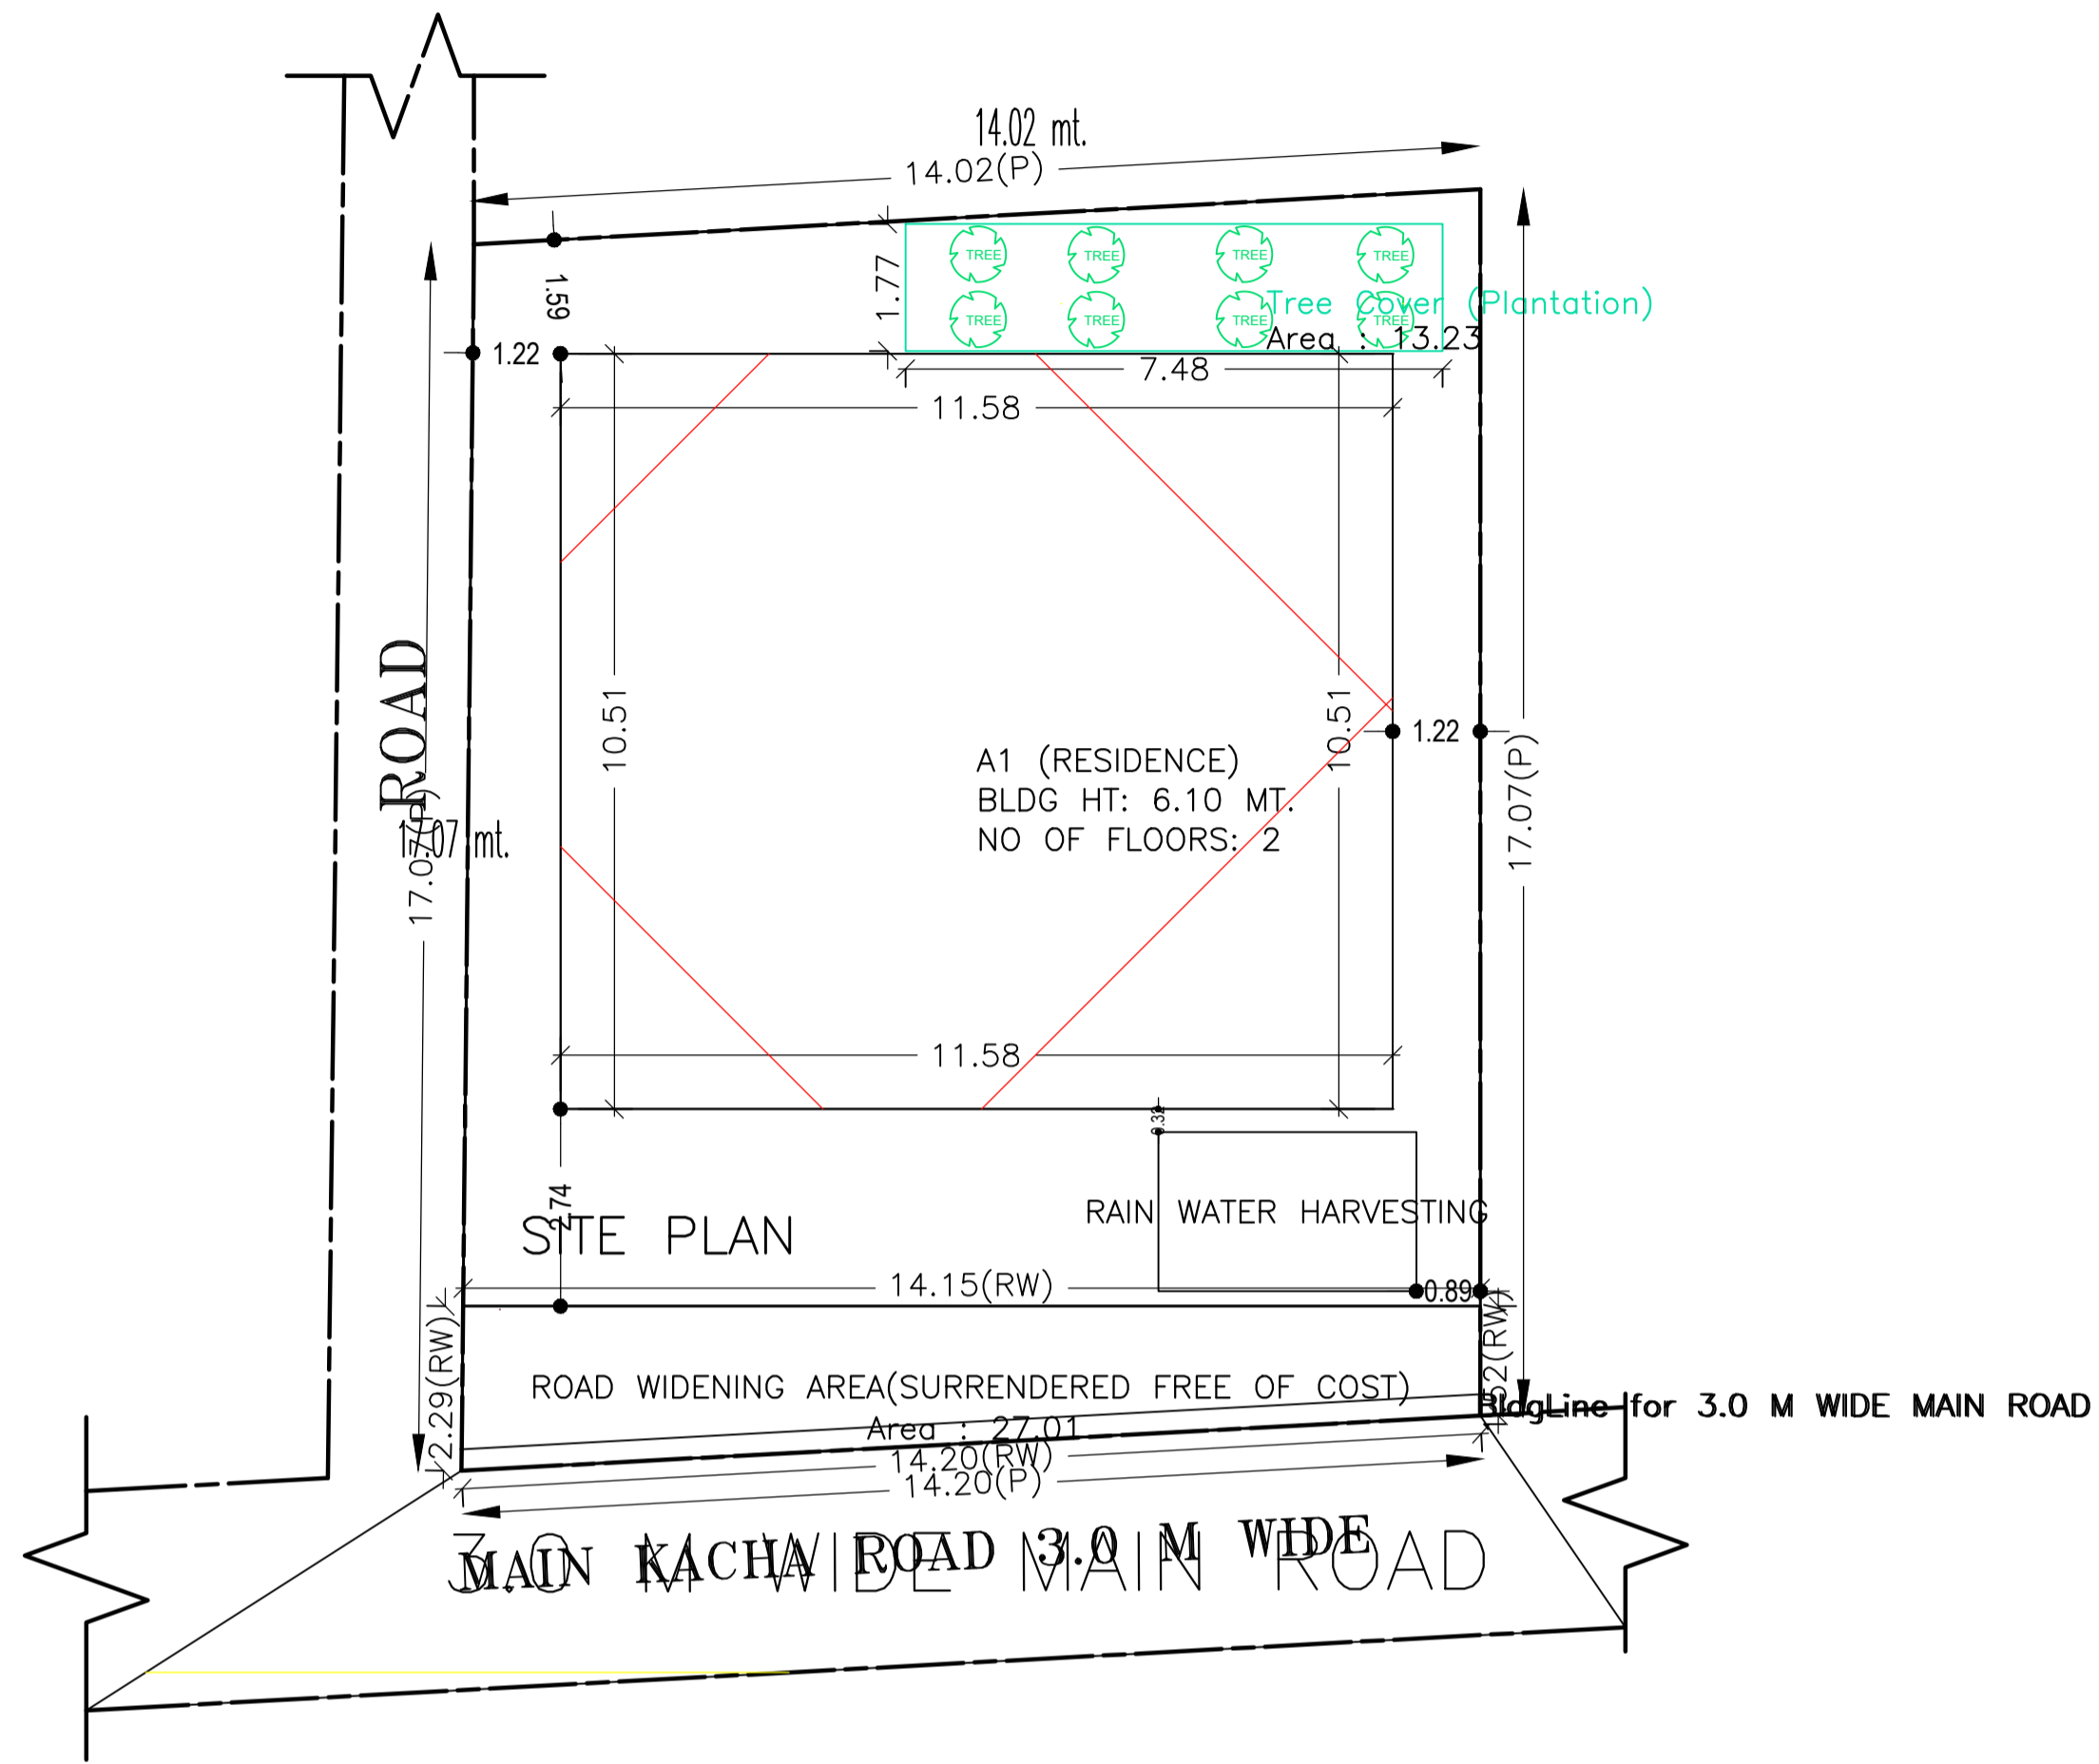 14.02 mt.
14.02(P)
TREE TREE TREE TREE
TREE TREE TREE TREE
1.59
1.77
Tree Cover (Plantation)
Area : 13.23
1.22
7.48
11.58
ROAD
10.51
10.51
1.22
17.07(P)
A1 (RESIDENCE)
BLDG HT: 6.10 MT.
NO OF FLOORS: 2
17.07 mt.
17.07(P)
11.58
0.32
2.74
RAIN WATER HARVESTING
SITE PLAN
14.15(RW)
0.89
2.29(RW)
1.52(RW)
ROAD WIDENING AREA(SURRENDERED FREE OF COST)
BldgLine for 3.0 M WIDE MAIN ROAD
Area : 27.01
14.20(RW)
14.20(P)
MAIN KACHA ROAD 3.0 M WIDE
3.0 M WIDE MAIN ROAD